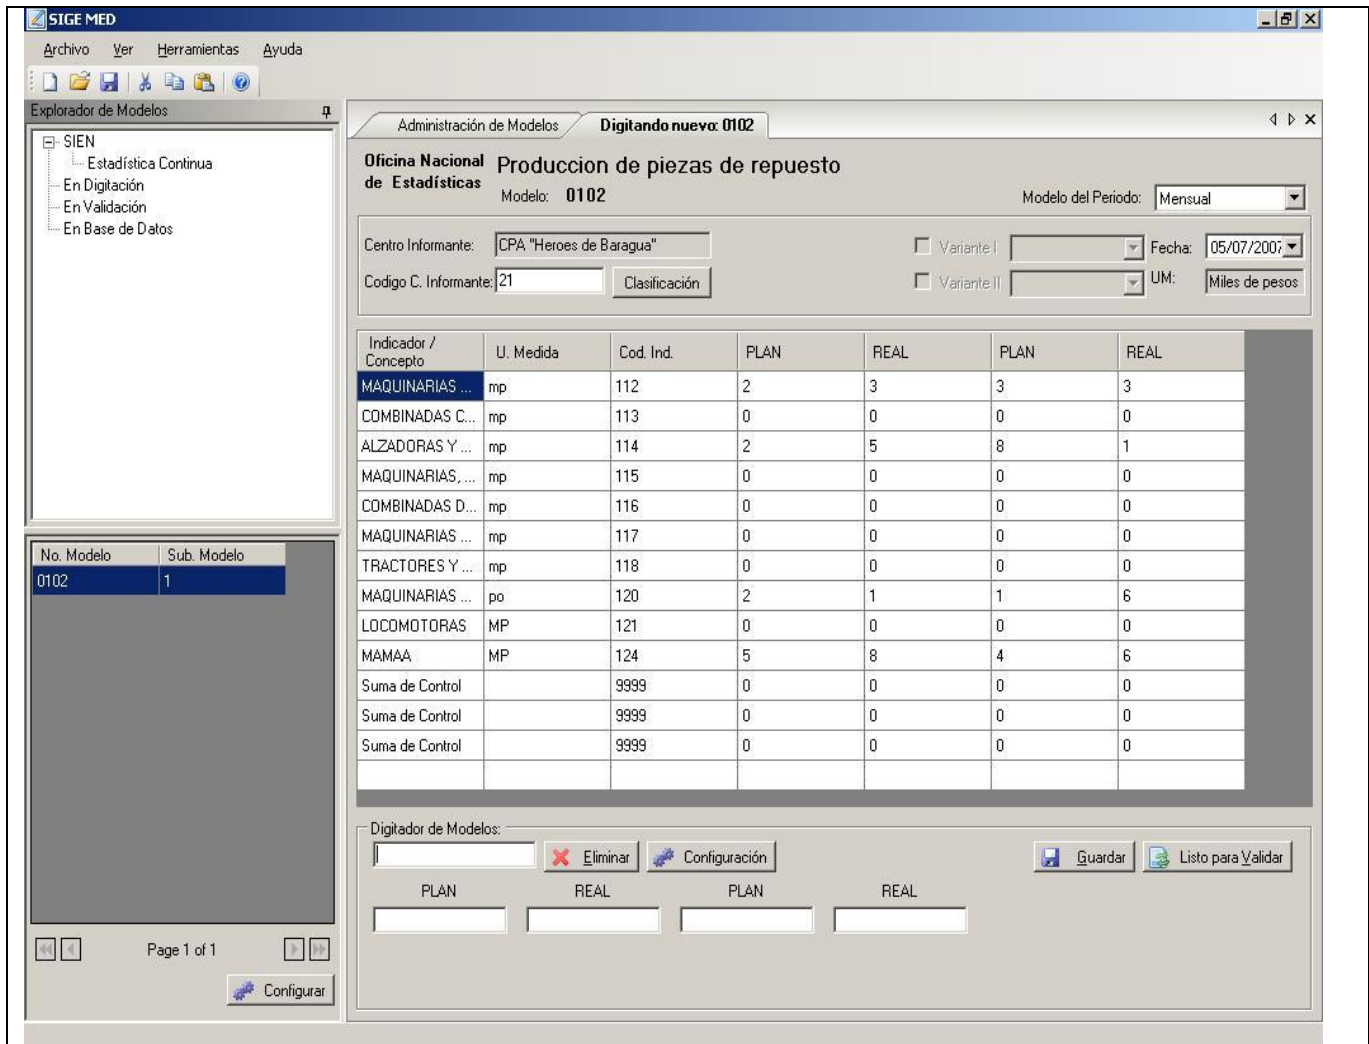 SIGE MED
Archivo Ver Herramientas Ayuda
Explorador de Modelos
SIEN
Estadística Continua
En Digitación
En Validación
En Base de Datos
No. Modelo Sub. Modelo
0102 1
Page 1 of 1
Configurar
Administración de Modelos Digitando nuevo: 0102
Oficina Nacional de Estadísticas
Produccion de piezas de repuesto
Modelo: 0102
Modelo del Periodo: Mensual
Centro Informante: CPA "Heroes de Baragua"
Variante I Fecha: 05/07/2007
Codigo C. Informante: 21 Clasificación
Variante II UM: Miles de pesos
Indicador / Concepto U. Medida Cod. Ind. PLAN REAL PLAN REAL
MAQUINARIAS ... mp 112 2 3 3 3
COMBINADAS C... mp 113 0 0 0 0
ALZADORAS Y ... mp 114 2 5 8 1
MAQUINARIAS, ... mp 115 0 0 0 0
COMBINADAS D... mp 116 0 0 0 0
MAQUINARIAS ... mp 117 0 0 0 0
TRACTORES Y ... mp 118 0 0 0 0
MAQUINARIAS ... po 120 2 1 1 6
LOCOMOTORAS MP 121 0 0 0 0
MAMAA MP 124 5 8 4 6
Suma de Control 9999 0 0 0 0
Suma de Control 9999 0 0 0 0
Suma de Control 9999 0 0 0 0
Digitador de Modelos:
Eliminar Configuración Guardar Listo para Validar
PLAN REAL PLAN REAL